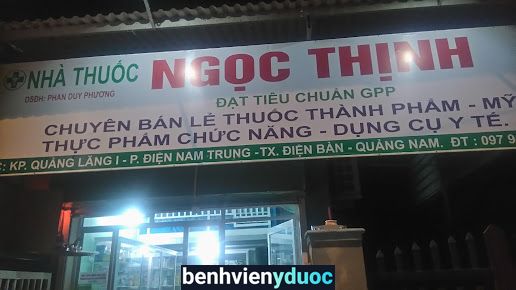 NHÀ THUỐC NGỌC THỊNH
DSĐH: PHAN DUY PHƯƠNG
ĐẠT TIÊU CHUẨN GPP
CHUYÊN BÁN LẺ THUỐC THÀNH PHẨM - MỸ
THỰC PHẨM CHỨC NĂNG - DỤNG CỤ Y TẾ.
C: KP. QUẢNG LĂNG I - P. ĐIỆN NAM TRUNG -TX. ĐIỆN BÀN - QUẢNG NAM. ĐT : 097 9
benhvienyduoc